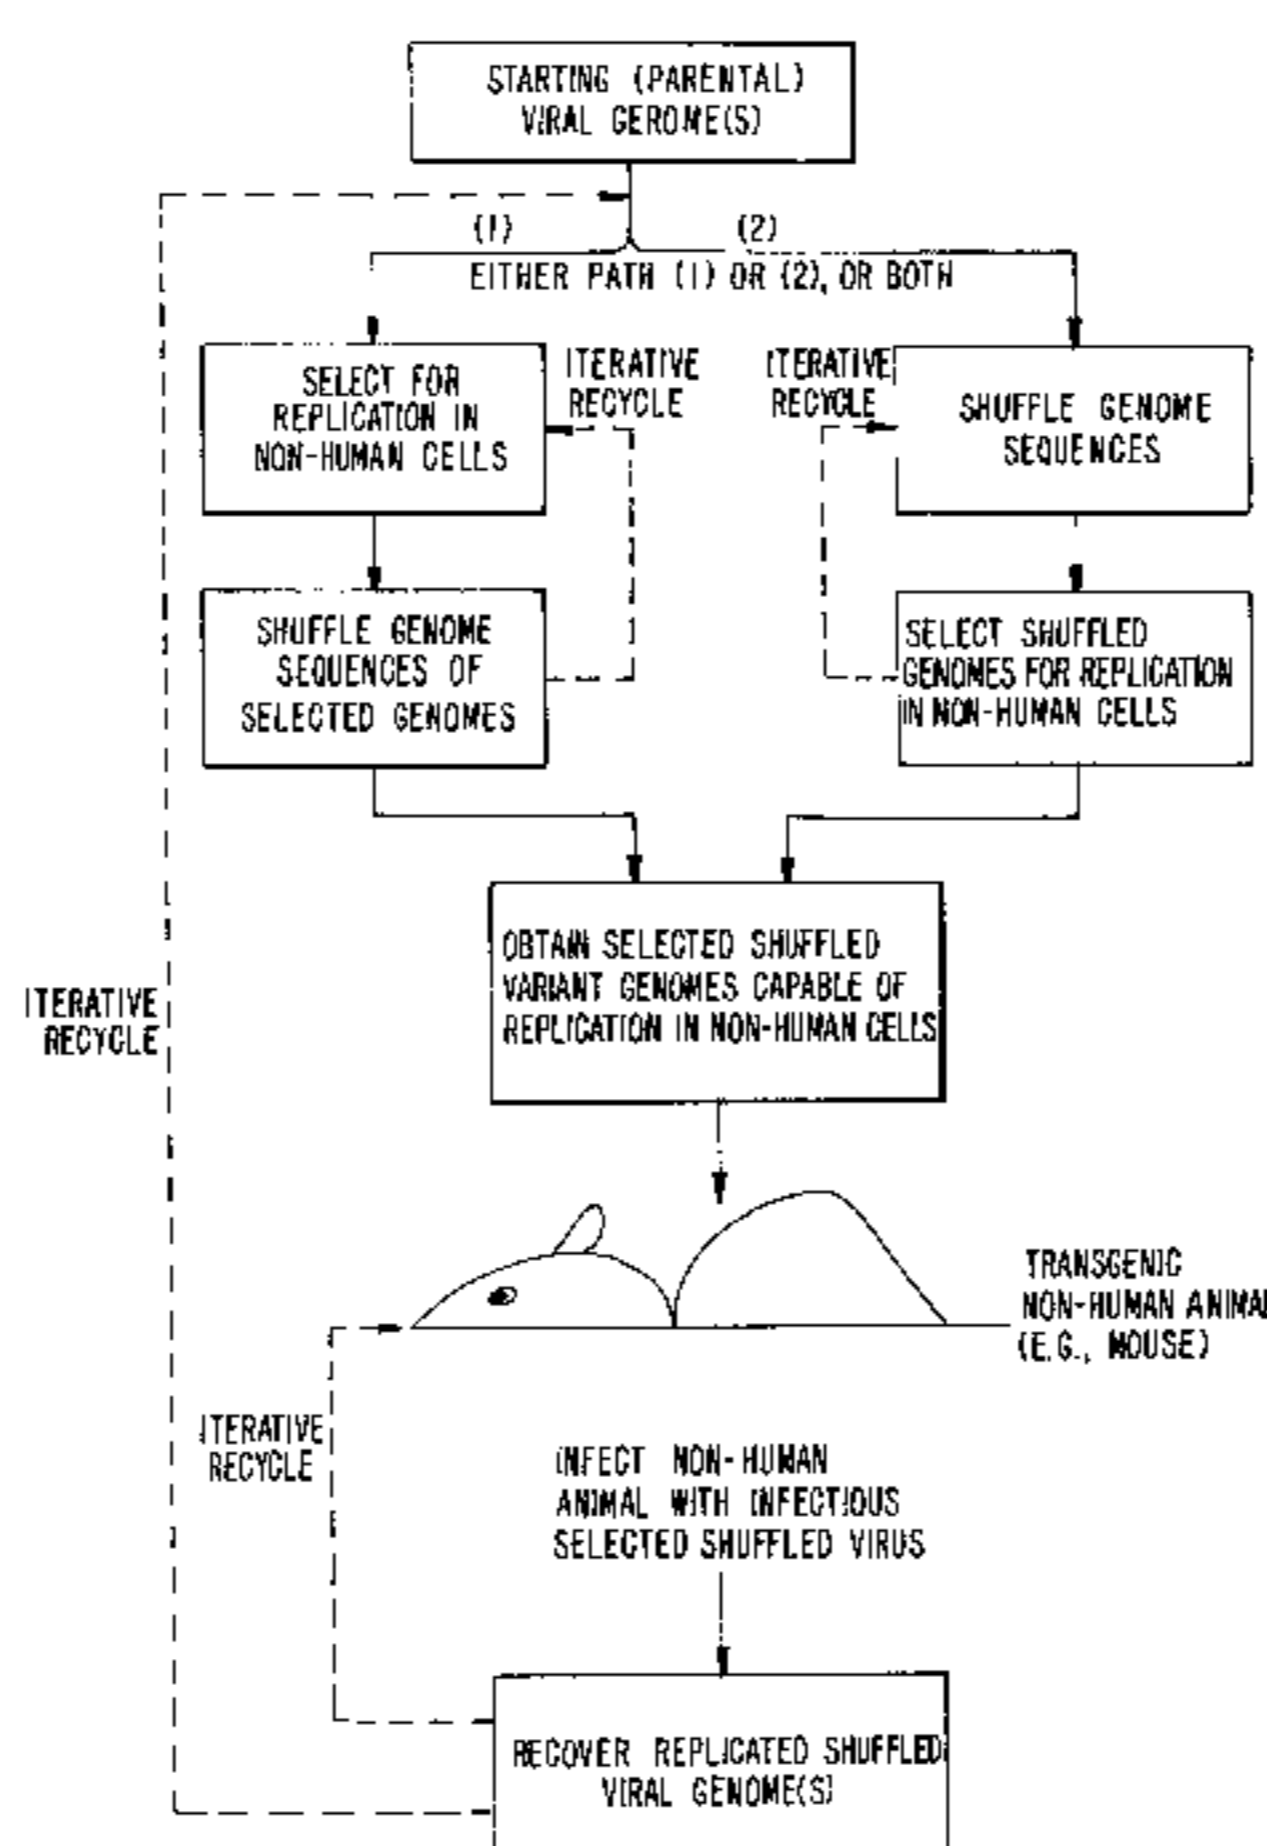 STARTING (PARENTAL)
VIRAL GEROME(S)
(1)
(2)
EITHER PATH (1) OR (2), OR BOTH
SELECT FOR
REPLICATION IN
NON-HUMAN CELLS
ITERATIVE
RECYCLE
ITERATIVE
RECYCLE
SHUFFLE GENOME
SEQUENCES
SHUFFLE GENOME
SEQUENCES OF
SELECTED GENOMES
SELECT SHUFFLED
GENOMES FOR REPLICATION
IN NON-HUMAN CELLS
OBTAIN SELECTED SHUFFLED
VARIANT GENOMES CAPABLE OF
REPLICATION IN NON-HUMAN CELLS
ITERATIVE
RECYCLE
TRANSGENIC
NON-HUMAN ANIMA
(E.G., MOUSE)
ITERATIVE
RECYCLE
INFECT NON-HUMAN
ANIMAL WITH INFECTIOUS
SELECTED SHUFFLED VIRUS
RECOVER REPLICATED SHUFFLED
VIRAL GENOME(S)